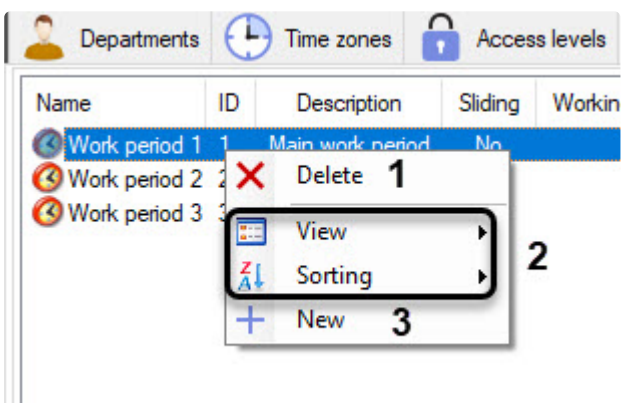 Departments Time zones Access levels
Name ID Description Sliding Workin
Work period 1 1 Main work period No
Work period 2 2 Delete 1
Work period 3 3
View
2
Sorting
New 3